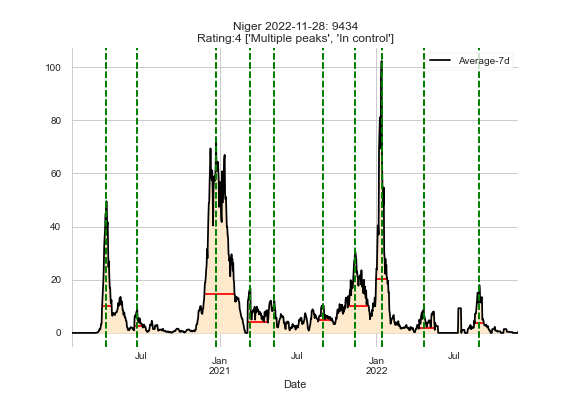 Niger 2022-11-28: 9434
Rating:4 ['Multiple peaks', 'In control']
Average-7d
100
80
60
40
20
0
Jul
Jan
2021
Jul
Jan
2022
Jul
Date